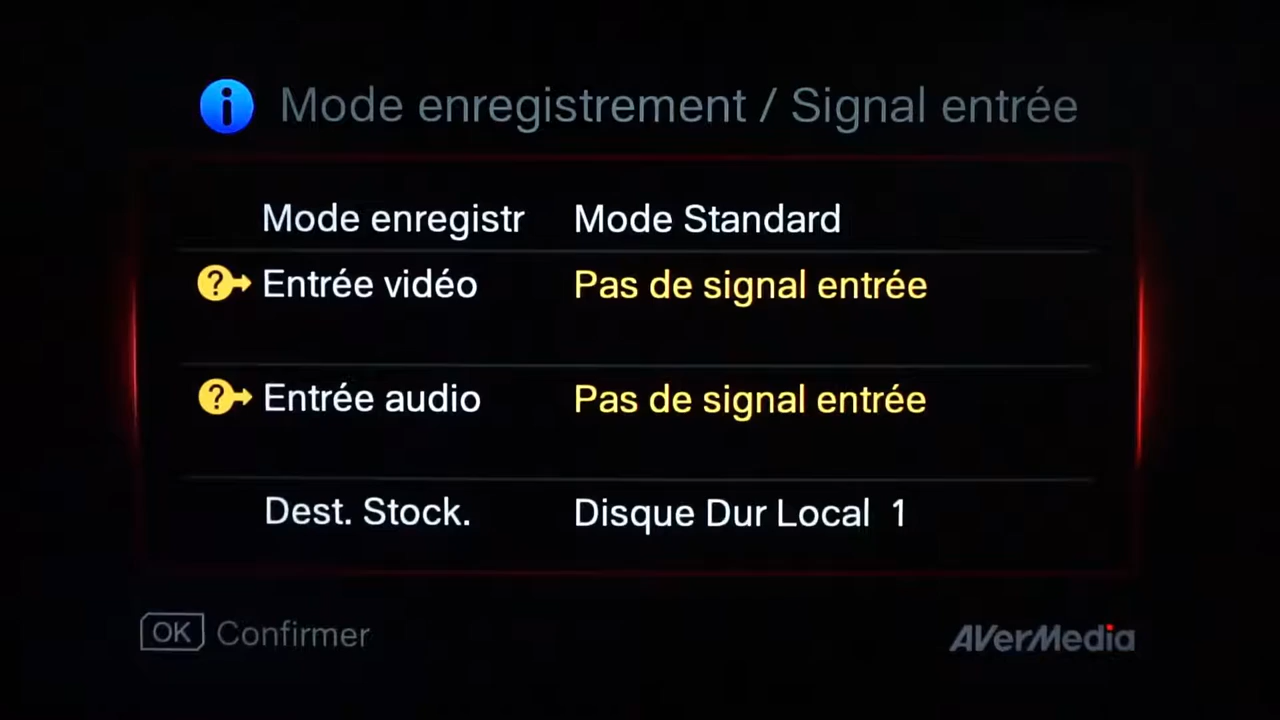 Mode enregistrement / Signal entrée
Mode enregistr Mode Standard
? Entrée vidéo Pas de signal entrée
? Entrée audio Pas de signal entrée
Dest. Stock. Disque Dur Local 1
OK Confirmer
AVerMedia